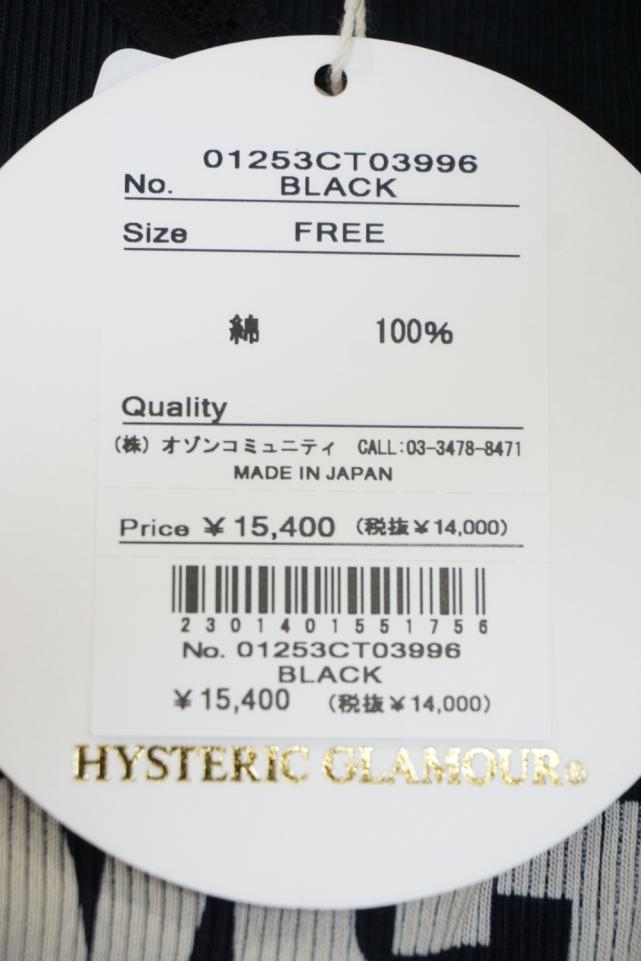 01253CT03996
No. BLACK
Size FREE
綿 100%
Quality
(株) オゾンコミュニティ CALL:03-3478-8471
MADE IN JAPAN
Price ¥15,400 (税抜¥14,000)
2301401551756
No. 01253CT03996
BLACK
¥15,400 (税抜¥14,000)
HYSTERIC GLAMOUR®